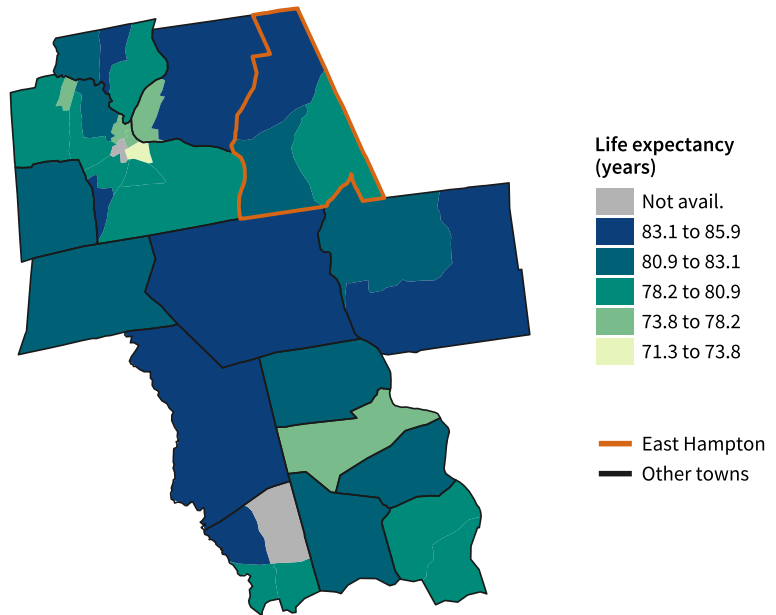 Life expectancy
(years)
Not avail.
83.1 to 85.9
80.9 to 83.1
78.2 to 80.9
73.8 to 78.2
71.3 to 73.8
East Hampton
Other towns